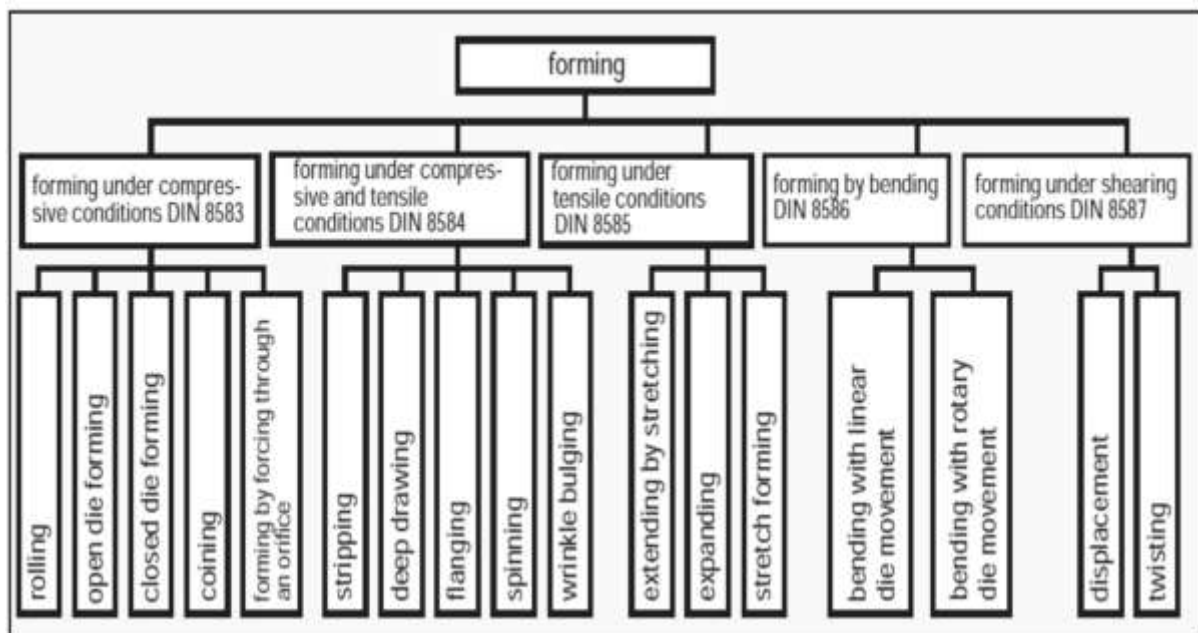 forming
forming under compres-
sive conditions DIN 8583
forming under compres-
sive and tensile
conditions DIN 8584
forming under
tensile conditions
DIN 8585
forming by bending
DIN 8586
forming under shearing
conditions DIN 8587
rolling
open die forming
closed die forming
coining
forming by forcing through
an orifice
stripping
deep drawing
flanging
spinning
wrinkle bulging
extending by stretching
expanding
stretch forming
bending with linear
die movement
bending with rotary
die movement
displacement
twisting